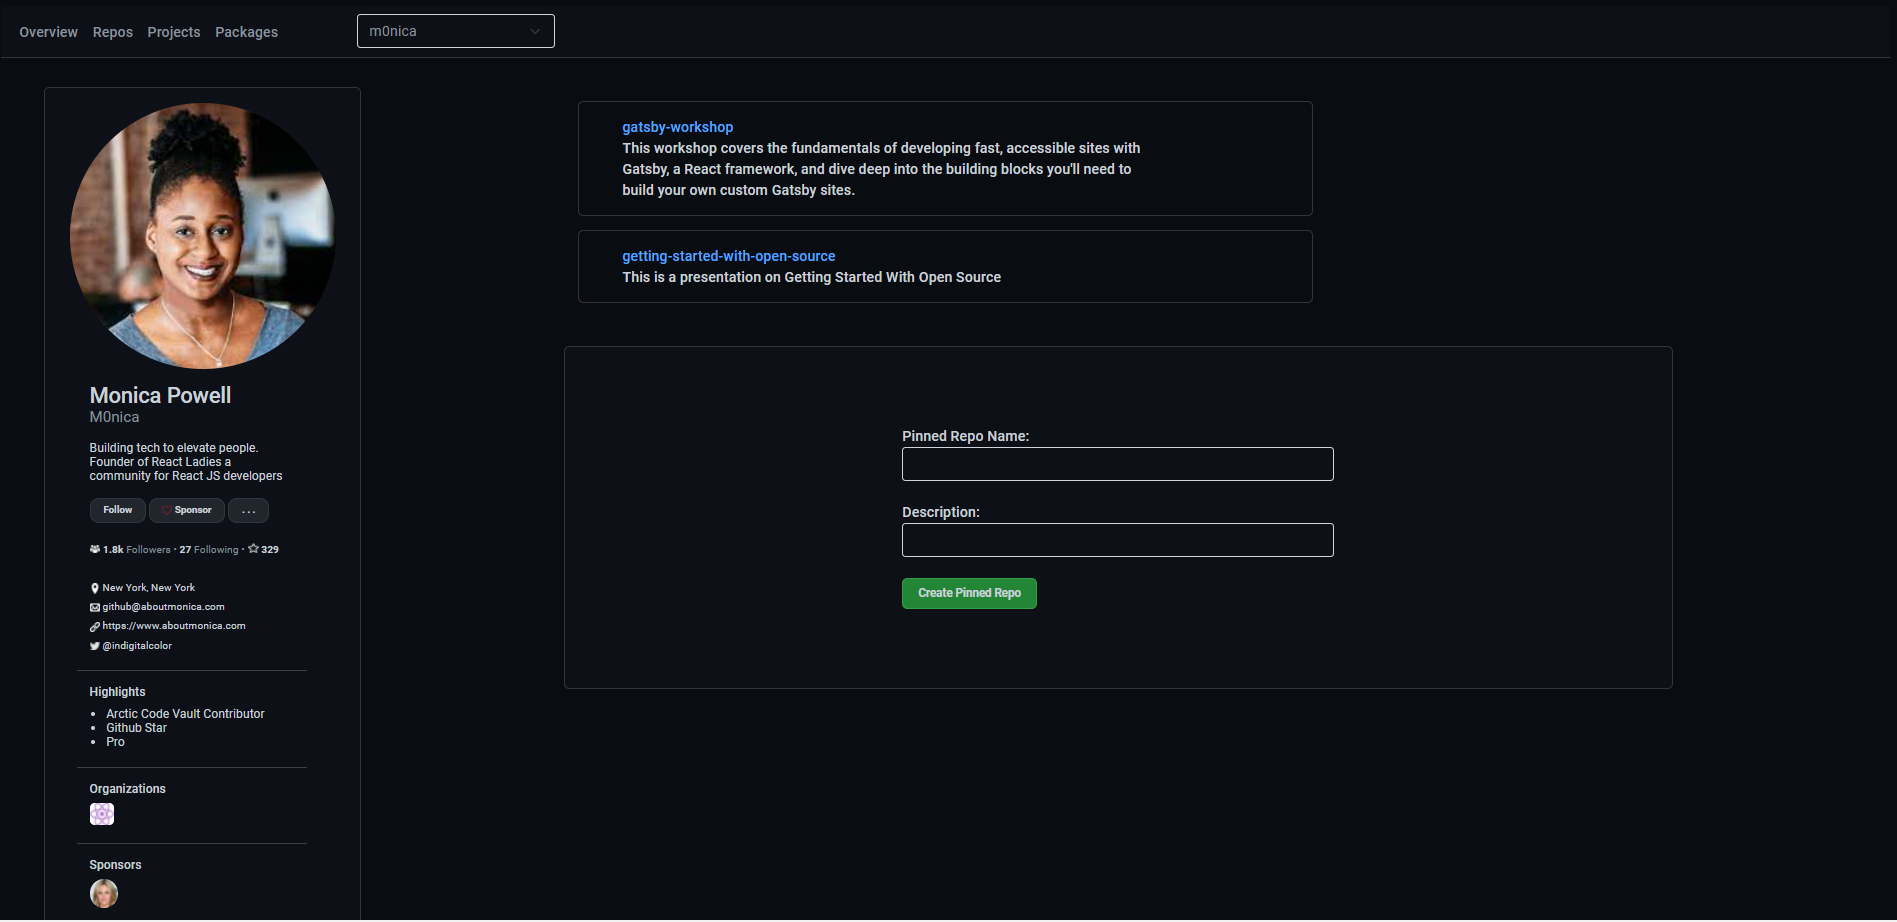 Overview Repos Projects Packages m0nica
Monica Powell
M0nica
Building tech to elevate people.
Founder of React Ladies a
community for React JS developers
Follow Sponsor ...
1.8k Followers · 27 Following · 329
New York, New York
github@aboutmonica.com
https://www.aboutmonica.com
@indigitalcolor
Highlights
• Arctic Code Vault Contributor
• Github Star
• Pro
Organizations
Sponsors
gatsby-workshop
This workshop covers the fundamentals of developing fast, accessible sites with
Gatsby, a React framework, and dive deep into the building blocks you'll need to
build your own custom Gatsby sites.
getting-started-with-open-source
This is a presentation on Getting Started With Open Source
Pinned Repo Name:
Description:
Create Pinned Repo